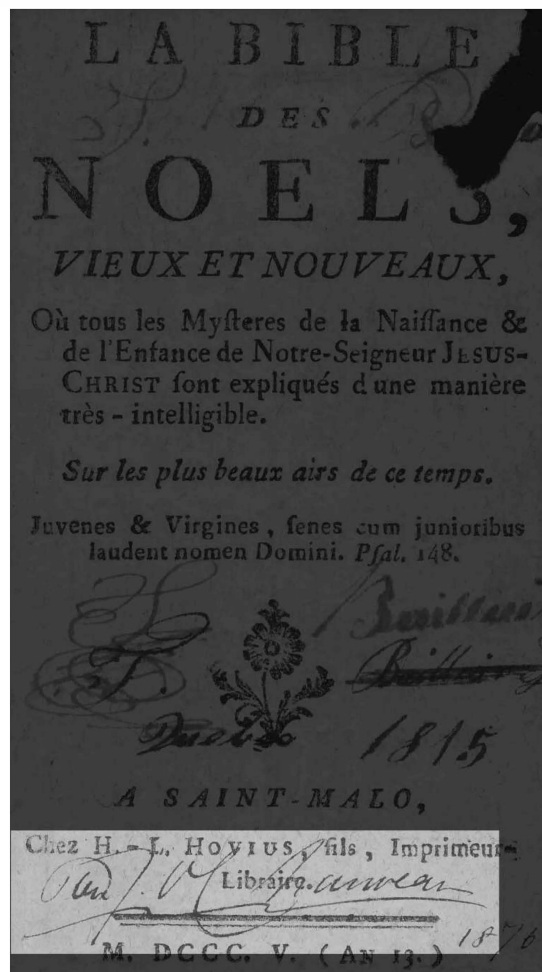 LA BIBLE
DES
NOELS,
VIEUX ET NOUVEAUX,
Où tous les Myſteres de la Naiſſance &
de l'Enfance de Notre-Seigneur JESUS-
CHRIST ſont expliqués d'une manière
très - intelligible.
Sur les plus beaux airs de ce temps.
Juvenes & Virgines, ſenes cum junioribus
laudent nomen Domini. Pſal. 148.
Quebec 1815
A SAINT-MALO,
Chez H. - L. HOVIUS, fils, Imprimeur-
Libraire.
M. DCCC. V. (AN 13.)